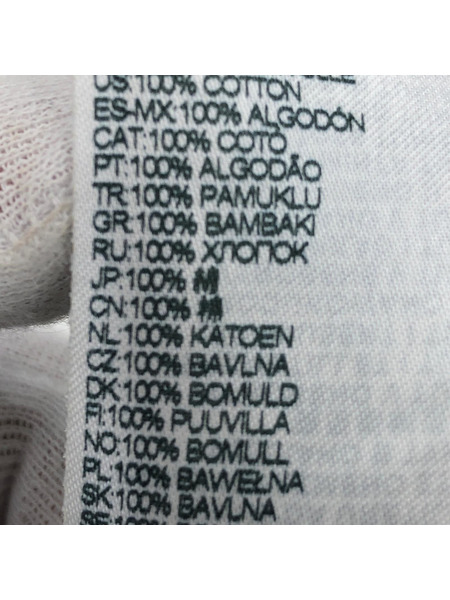 US:100% COTTON
ES-MX:100% ALGODÓN
CAT:100% COTÓ
PT:100% ALGODÃO
TR:100% PAMUKLU
GR:100% BAMBAKI
RU:100% ХЛОПОК
JP:100%
CN:100%
NL:100% KATOEN
CZ:100% BAVLNA
DK:100% BOMULD
FI:100% PUUVILLA
NO:100% BOMULL
PL:100% BAWEŁNA
SK:100% BAVLNA